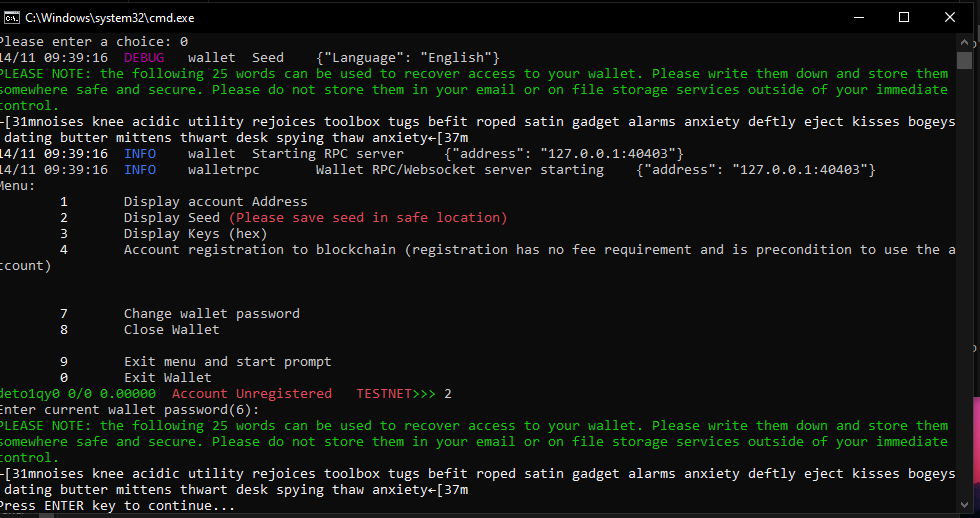 C:\Windows\system32\cmd.exe
Please enter a choice: 0
14/11 09:39:16 DEBUG wallet Seed {"Language": "English"}
PLEASE NOTE: the following 25 words can be used to recover access to your wallet. Please write them down and store them
somewhere safe and secure. Please do not store them in your email or on file storage services outside of your immediate
control.
←[31mnoises knee acidic utility rejoices toolbox tugs befit roped satin gadget alarms anxiety deftly eject kisses bogeys
dating butter mittens thwart desk spying thaw anxiety←[37m
14/11 09:39:16 INFO wallet Starting RPC server {"address": "127.0.0.1:40403"}
14/11 09:39:16 INFO walletrpc Wallet RPC/Websocket server starting {"address": "127.0.0.1:40403"}
Menu:
1 Display account Address
2 Display Seed (Please save seed in safe location)
3 Display Keys (hex)
4 Account registration to blockchain (registration has no fee requirement and is precondition to use the a
ccount)
7 Change wallet password
8 Close Wallet
9 Exit menu and start prompt
0 Exit Wallet
deto1qy0 0/0 0.00000 Account Unregistered TESTNET>>> 2
Enter current wallet password(6):
PLEASE NOTE: the following 25 words can be used to recover access to your wallet. Please write them down and store them
somewhere safe and secure. Please do not store them in your email or on file storage services outside of your immediate
control.
←[31mnoises knee acidic utility rejoices toolbox tugs befit roped satin gadget alarms anxiety deftly eject kisses bogeys
dating butter mittens thwart desk spying thaw anxiety←[37m
Press ENTER key to continue...